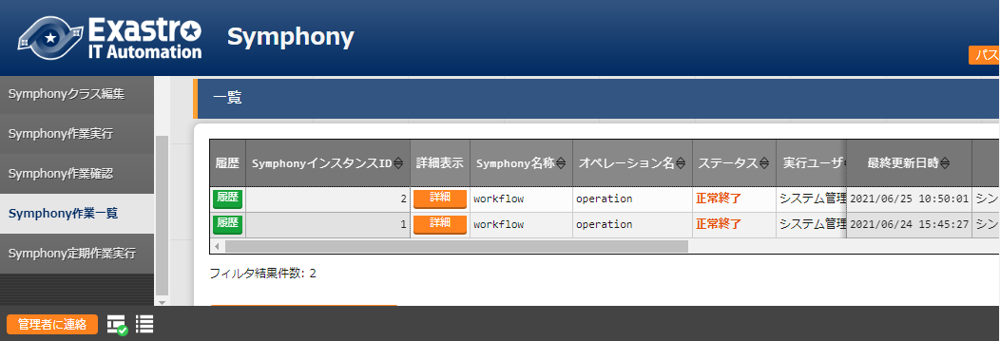 Exastro
IT Automation
Symphony
パス
Symphonyクラス編集
Symphony作業実行
Symphony作業確認
Symphony作業一覧
Symphony定期作業実行
一覧
履歴 SymphonyインスタンスID 詳細表示 Symphony名称 オペレーション名 ステータス 実行ユーザ 最終更新日時
履歴 2 詳細 workflow operation 正常終了 システム管理 2021/06/25 10:50:01 シン
履歴 1 詳細 workflow operation 正常終了 システム管理 2021/06/24 15:45:27 シン
フィルタ結果件数: 2
管理者に連絡